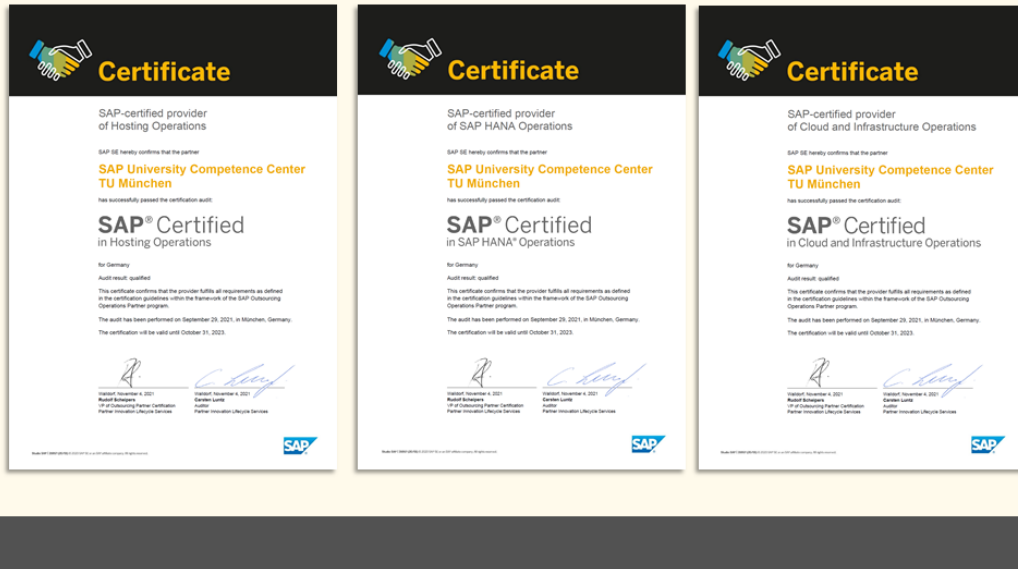 Certificate
SAP-certified provider
of Hosting Operations
SAP SE hereby confirms that the partner
SAP University Competence Center
TU München
has successfully passed the certification audit:
SAP® Certified
in Hosting Operations
for Germany
Audit result: qualified
This certificate confirms that the provider fulfills all requirements as defined
in the certification guidelines within the framework of the SAP Outsourcing
Operations Partner program.
The audit has been performed on September 29, 2021, in München, Germany.
The certification will be valid until October 31, 2023.
Walldorf, November 4, 2021
Rudolf Scheipers
VP of Outsourcing Partner Certification
Partner Innovation Lifecycle Services
Walldorf, November 4, 2021
Carsten Luntz
Auditor
Partner Innovation Lifecycle Services
SAP
Certificate
SAP-certified provider
of SAP HANA Operations
SAP SE hereby confirms that the partner
SAP University Competence Center
TU München
has successfully passed the certification audit:
SAP® Certified
in SAP HANA® Operations
for Germany
Audit result: qualified
This certificate confirms that the provider fulfills all requirements as defined
in the certification guidelines within the framework of the SAP Outsourcing
Operations Partner program.
The audit has been performed on September 29, 2021, in München, Germany.
The certification will be valid until October 31, 2023.
Walldorf, November 4, 2021
Rudolf Scheipers
VP of Outsourcing Partner Certification
Partner Innovation Lifecycle Services
Walldorf, November 4, 2021
Carsten Luntz
Auditor
Partner Innovation Lifecycle Services
SAP
Certificate
SAP-certified provider
of Cloud and Infrastructure Operations
SAP SE hereby confirms that the partner
SAP University Competence Center
TU München
has successfully passed the certification audit:
SAP® Certified
in Cloud and Infrastructure Operations
for Germany
Audit result: qualified
This certificate confirms that the provider fulfills all requirements as defined
in the certification guidelines within the framework of the SAP Outsourcing
Operations Partner program.
The audit has been performed on September 29, 2021, in München, Germany.
The certification will be valid until October 31, 2023.
Walldorf, November 4, 2021
Rudolf Scheipers
VP of Outsourcing Partner Certification
Partner Innovation Lifecycle Services
Walldorf, November 4, 2021
Carsten Luntz
Auditor
Partner Innovation Lifecycle Services
SAP